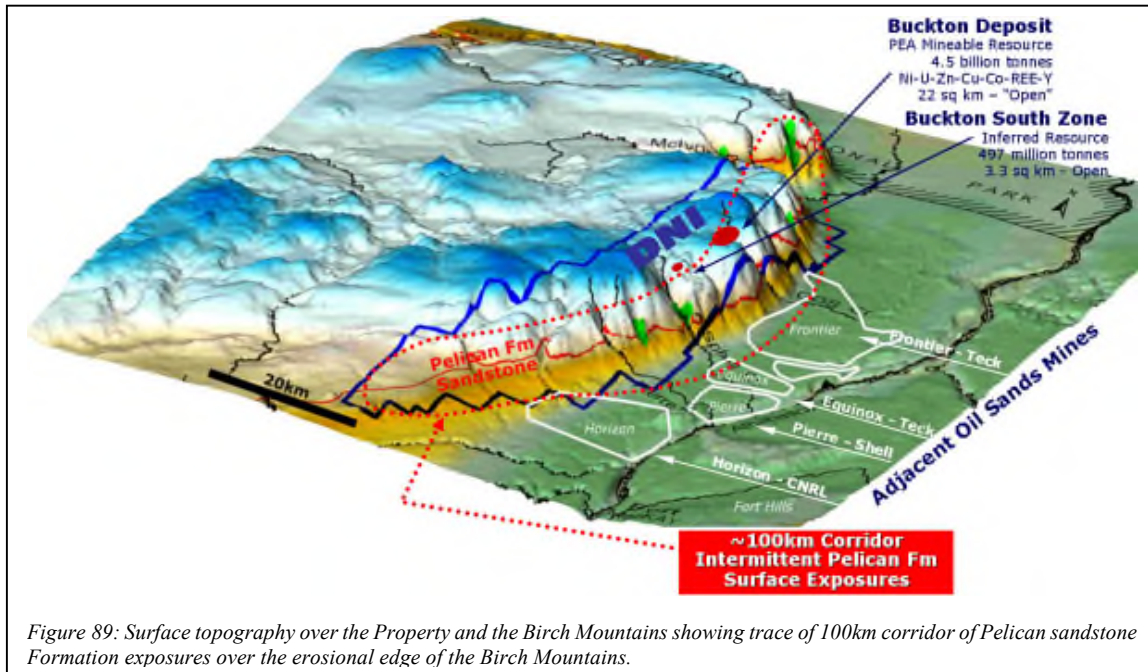 Buckton Deposit
PEA Mineable Resource
4.5 billion tonnes
Ni-U-Zn-Cu-Co-REE-Y
22 sq km – "Open"
Buckton South Zone
Inferred Resource
497 million tonnes
3.3 sq km - Open
PARK
DNI
Pelican Fm
Sandstone
20km
Frontier
Equinox
Pierre
Horizon
Fort Hills
Frontier - Teck
Equinox - Teck
Pierre - Shell
Horizon - CNRL
Adjacent Oil Sands Mines
~100km Corridor
Intermittent Pelican Fm
Surface Exposures
Figure 89: Surface topography over the Property and the Birch Mountains showing trace of 100km corridor of Pelican sandstone
Formation exposures over the erosional edge of the Birch Mountains.